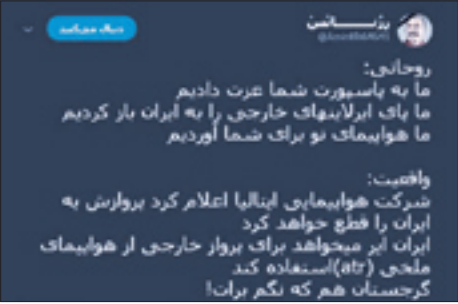 روحانی:
ما به پاسپورت شما عزت دادیم
ما پای ایرلاینهای خارجی را به ایران باز کردیم
ما هواپیمای نو برای شما آوردیم
واقعیت:
شرکت هواپیمایی ایتالیا اعلام کرد پروازش به
ایران را قطع خواهد کرد
ایران ایر میخواهد برای پرواز خارجی از هواپیمای
ملخی (atr)استفاده کند
گرجستان هم که نگم برات!